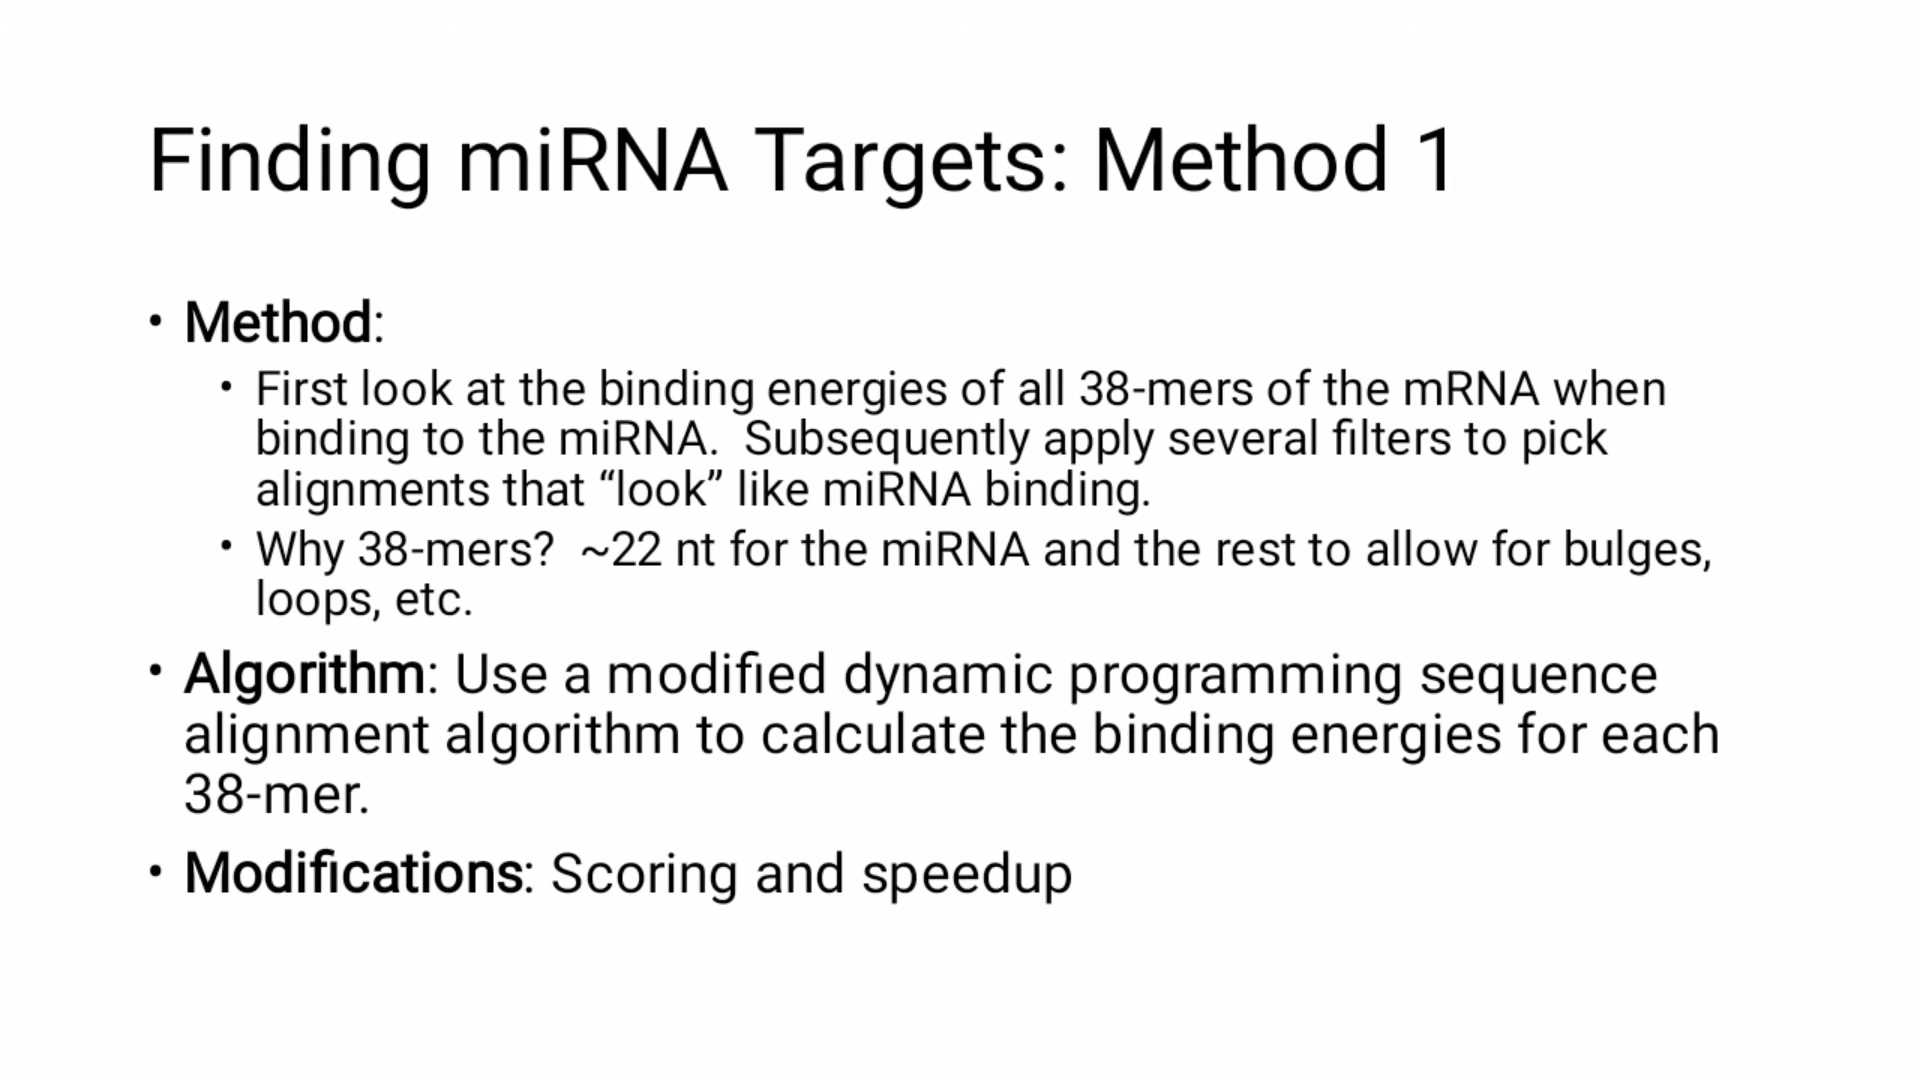 Finding miRNA Targets: Method 1
• Method:
• First look at the binding energies of all 38-mers of the mRNA when
binding to the miRNA.  Subsequently apply several filters to pick
alignments that “look” like miRNA binding.
• Why 38-mers?  ~22 nt for the miRNA and the rest to allow for bulges,
loops, etc.
• Algorithm: Use a modified dynamic programming sequence
alignment algorithm to calculate the binding energies for each
38-mer.
• Modifications: Scoring and speedup